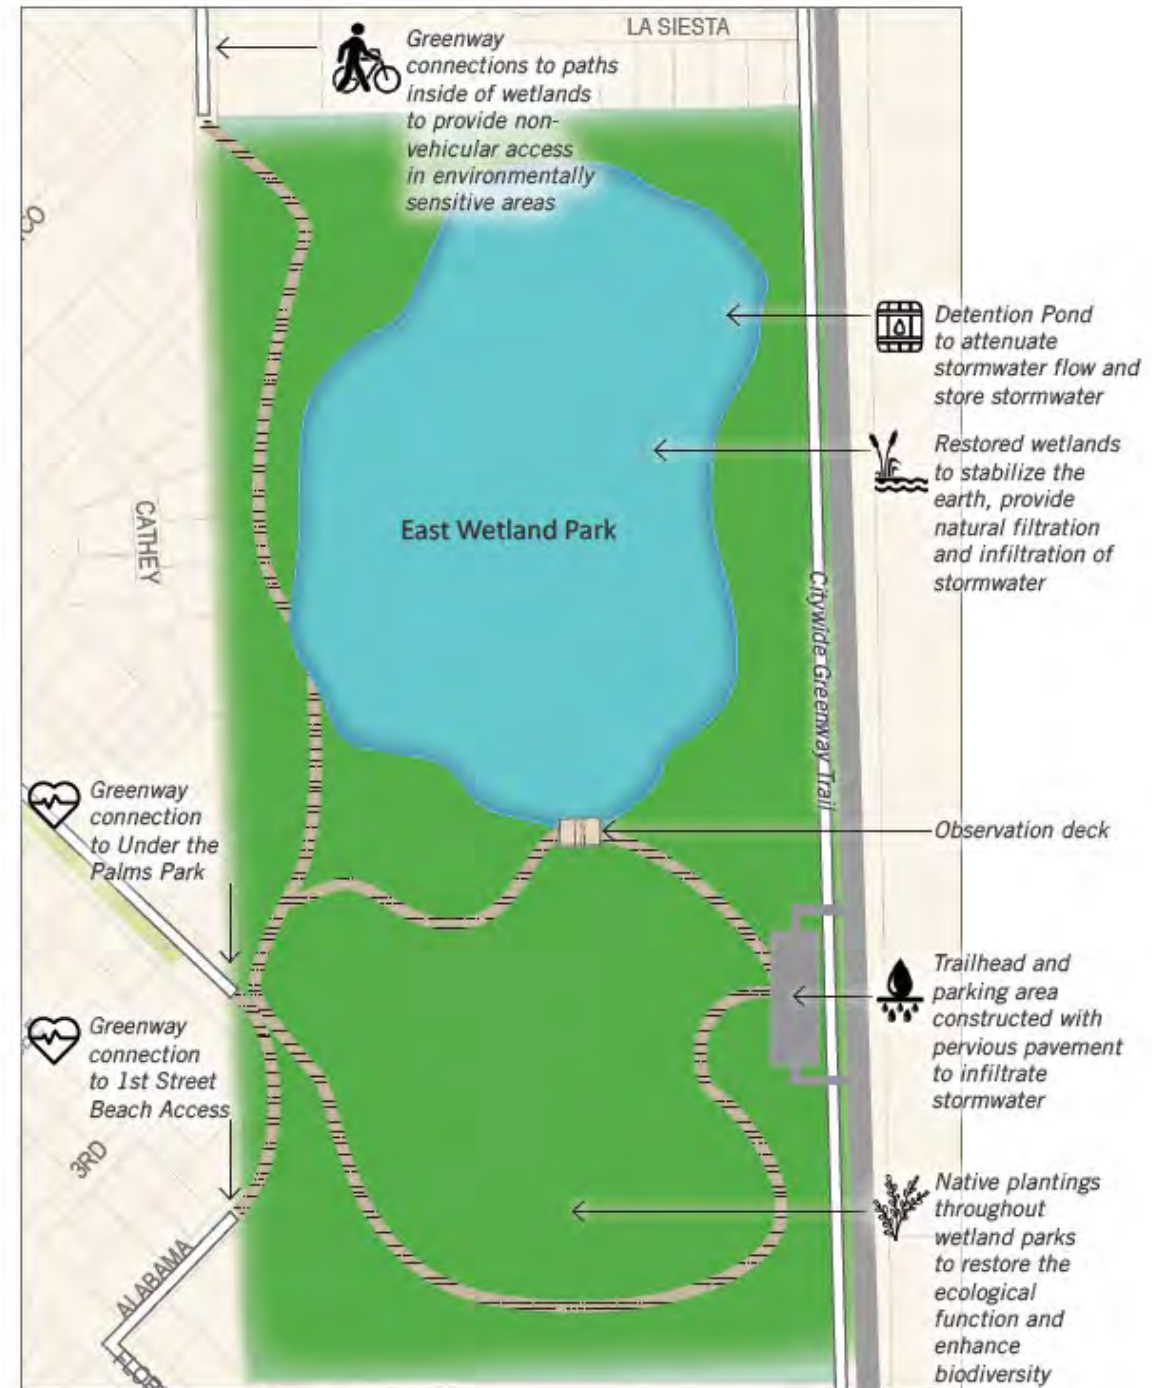 LA SIESTA
Greenway
connections to paths
inside of wetlands
to provide non-
vehicular access
in environmentally
sensitive areas
CO
Detention Pond
to attenuate
stormwater flow and
store stormwater
Restored wetlands
to stabilize the
earth, provide
natural filtration
and infiltration of
stormwater
CATHEY
East Wetland Park
Citywide Greenway Trail
Greenway
connection
to Under the
Palms Park
Observation deck
Trailhead and
parking area
constructed with
pervious pavement
to infiltrate
stormwater
Greenway
connection
to 1st Street
Beach Access
3RD
Native plantings
throughout
wetland parks
to restore the
ecological
function and
enhance
biodiversity
ALABAMA
FLOR